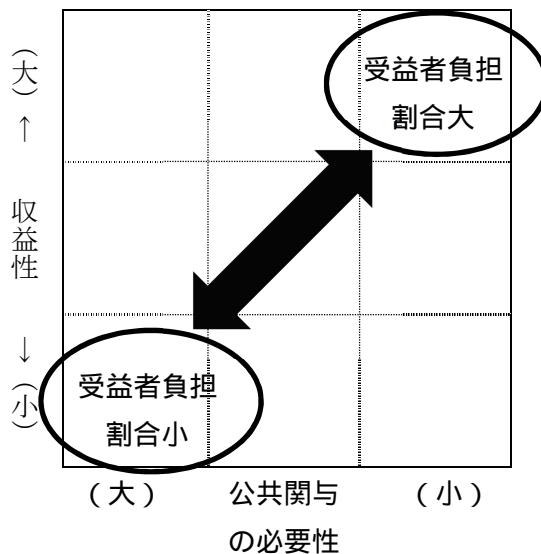 (大) ↑ 収益性 ↓ (小)
受益者負担
割合大
受益者負担
割合小
(大) 公共関与 (小)
の必要性